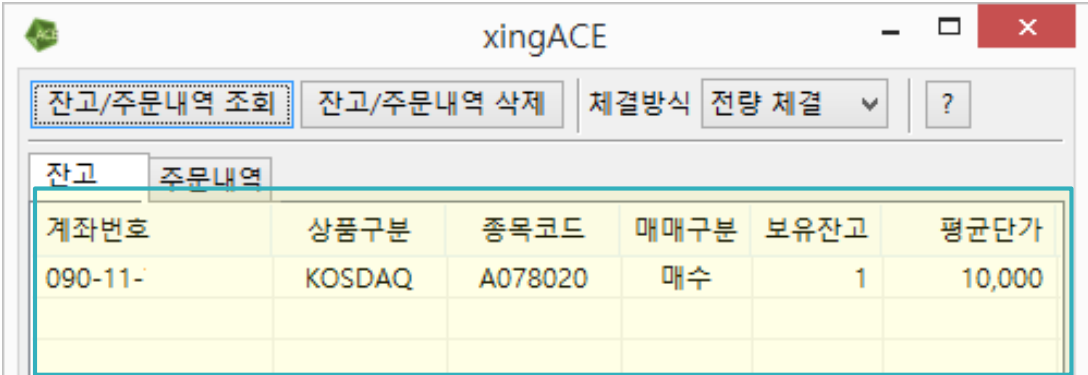 xingACE
잔고/주문내역 조회 잔고/주문내역 삭제 체결방식 전량 체결 ?
잔고 주문내역
계좌번호 상품구분 종목코드 매매구분 보유잔고 평균단가
090-11- KOSDAQ A078020 매수 1 10,000